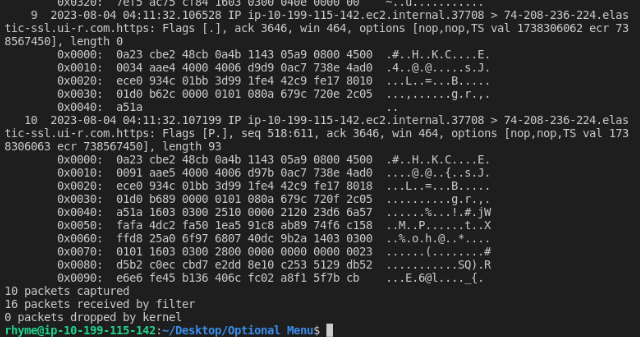 0x0320: 7ef5 ac75 cf84 1603 0300 040e 0000 00 ~..u...........
9 2023-08-04 04:11:32.106528 IP ip-10-199-115-142.ec2.internal.37708 > 74-208-236-224.elas
tic-ssl.ui-r.com.https: Flags [.], ack 3646, win 464, options [nop,nop,TS val 1738306062 ecr 73
8567450], length 0
0x0000: 0a23 cbe2 48cb 0a4b 1143 05a9 0800 4500 .#..H..K.C....E.
0x0010: 0034 aae4 4000 4006 d9d9 0ac7 738e 4ad0 .4..@.@.....s.J.
0x0020: ece0 934c 01bb 3d99 1fe4 42c9 fe17 8010 ...L..=...B.....
0x0030: 01d0 b62c 0000 0101 080a 679c 720e 2c05 ...,......g.r.,.
0x0040: a51a ..
10 2023-08-04 04:11:32.107199 IP ip-10-199-115-142.ec2.internal.37708 > 74-208-236-224.elas
tic-ssl.ui-r.com.https: Flags [P.], seq 518:611, ack 3646, win 464, options [nop,nop,TS val 173
8306063 ecr 738567450], length 93
0x0000: 0a23 cbe2 48cb 0a4b 1143 05a9 0800 4500 .#..H..K.C....E.
0x0010: 0091 aae5 4000 4006 d97b 0ac7 738e 4ad0 ....@.@..{..s.J.
0x0020: ece0 934c 01bb 3d99 1fe4 42c9 fe17 8018 ...L..=...B.....
0x0030: 01d0 b689 0000 0101 080a 679c 720f 2c05 ..........g.r.,.
0x0040: a51a 1603 0300 2510 0000 2120 23d6 6a57 ......%...!.#.jW
0x0050: fafa 4dc2 fa50 1ea5 91c8 ab89 74f6 c158 ..M..P......t..X
0x0060: ffd8 25a0 6f97 6807 40dc 9b2a 1403 0300 ..%.o.h.@..*....
0x0070: 0101 1603 0300 2800 0000 0000 0000 0023 ......(........#
0x0080: d5b2 c0ec cbd7 e2dd 8e10 c253 5129 db52 ...........SQ).R
0x0090: e6e6 fe45 b136 406c fc02 a8f1 5f7b cb ...E.6@l...._{.
10 packets captured
16 packets received by filter
0 packets dropped by kernel
rhyme@ip-10-199-115-142:~/Desktop/Optional Menu$